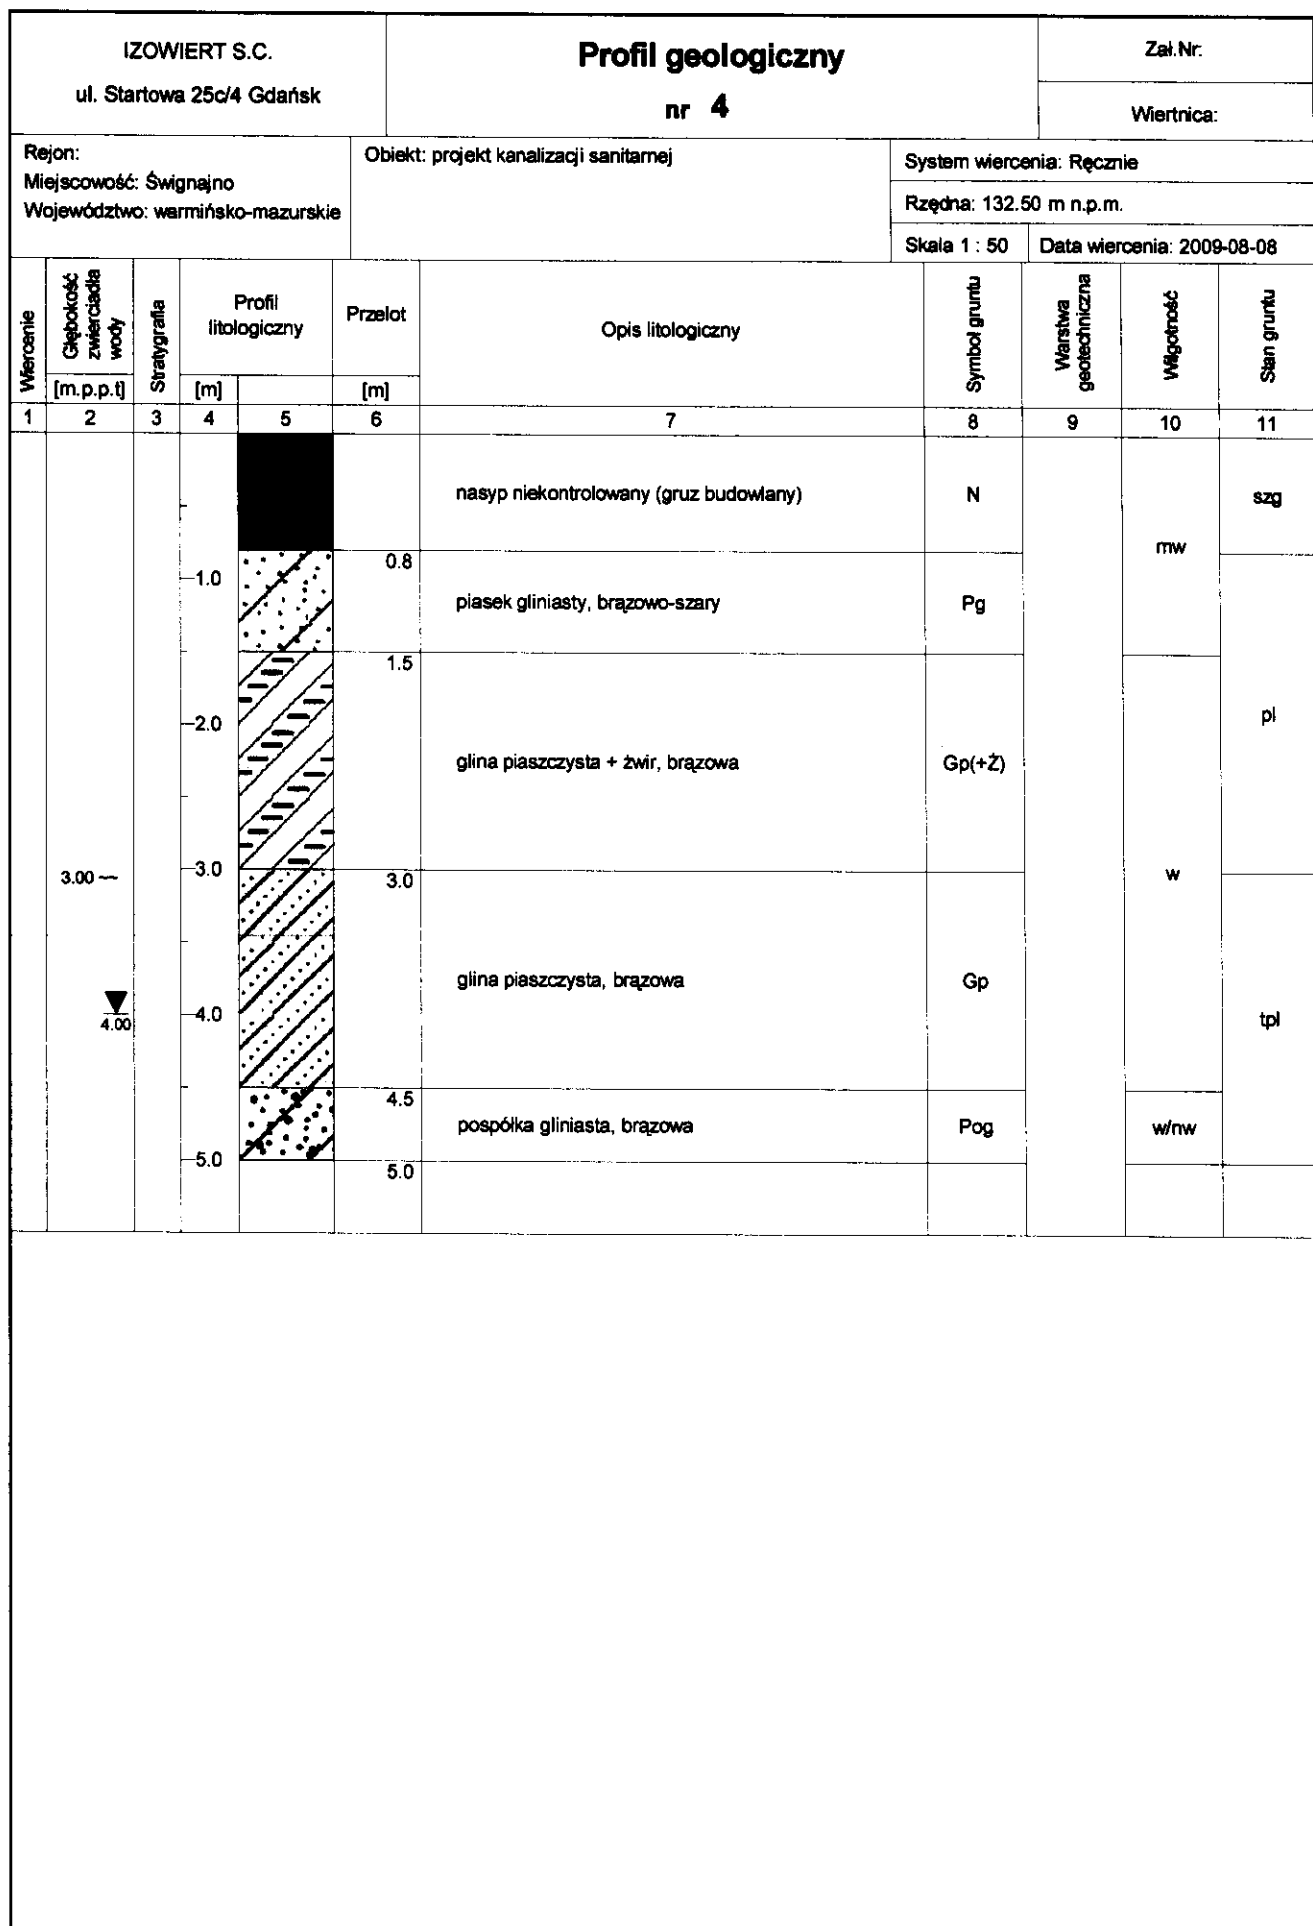 IZOWIERT S.C.
ul. Startowa 25c/4 Gdańsk
Profil geologiczny
nr 4
Zał.Nr:
Wiertnica:
Rejon:
Miejscowość: Śwignajno
Województwo: warmińsko-mazurskie
Obiekt: projekt kanalizacji sanitarnej
System wiercenia: Ręcznie
Rzędna: 132.50 m n.p.m.
Skala 1 : 50
Data wiercenia: 2009-08-08
Wiercenie
Głębokość
zwierciadła
wody
[m.p.p.t]
Stratygrafia
Profil
litologiczny
[m]
Przelot
[m]
Opis litologiczny
Symbol gruntu
Warstwa
geotechniczna
Wilgotność
Stan gruntu
1 2 3 4 5 6 7 8 9 10 11
nasyp niekontrolowany (gruz budowlany) N szg
mw
0.8
1.0
piasek gliniasty, brązowo-szary Pg
1.5
2.0
pl
glina piaszczysta + żwir, brązowa Gp(+Ż)
3.00
3.0
3.0
w
glina piaszczysta, brązowa Gp
4.00
4.0
tpl
4.5
pospółka gliniasta, brązowa Pog w/nw
5.0
5.0